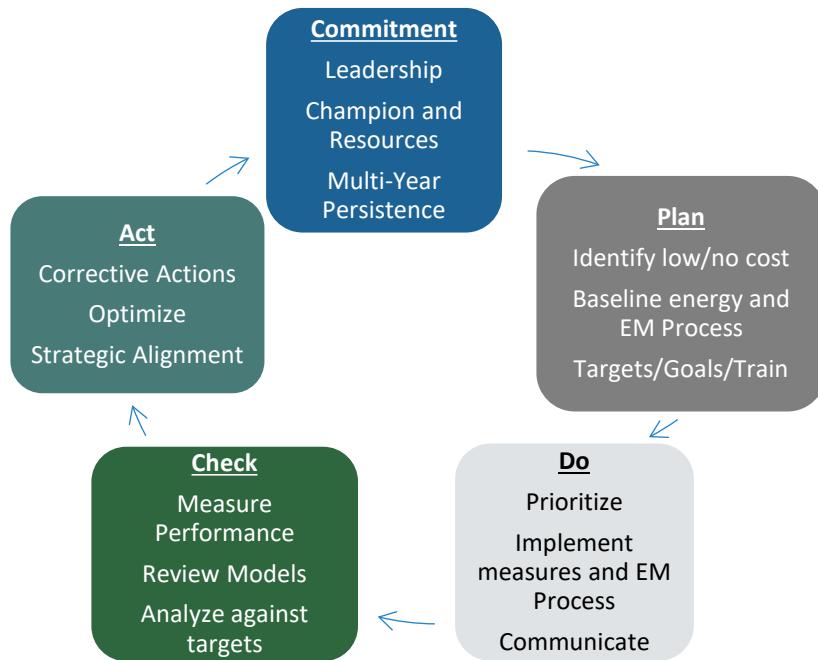 Commitment
Leadership
Champion and
Resources
Multi-Year
Persistence
Plan
Identify low/no cost
Baseline energy and
EM Process
Targets/Goals/Train
Do
Prioritize
Implement
measures and EM
Process
Communicate
Check
Measure
Performance
Review Models
Analyze against
targets
Act
Corrective Actions
Optimize
Strategic Alignment